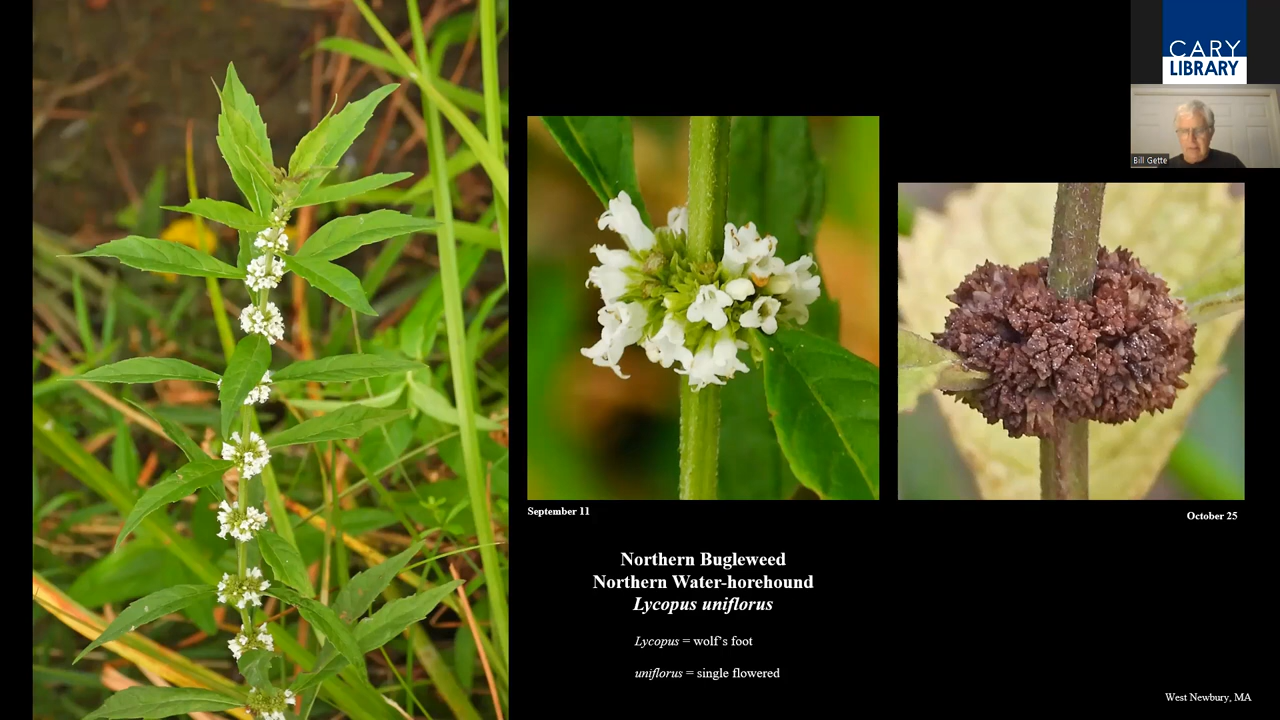 CARY
LIBRARY
Bill Gette
September 11
October 25
Northern Bugleweed
Northern Water-horehound
Lycopus uniflorus
Lycopus = wolf's foot
uniflorus = single flowered
West Newbury, MA